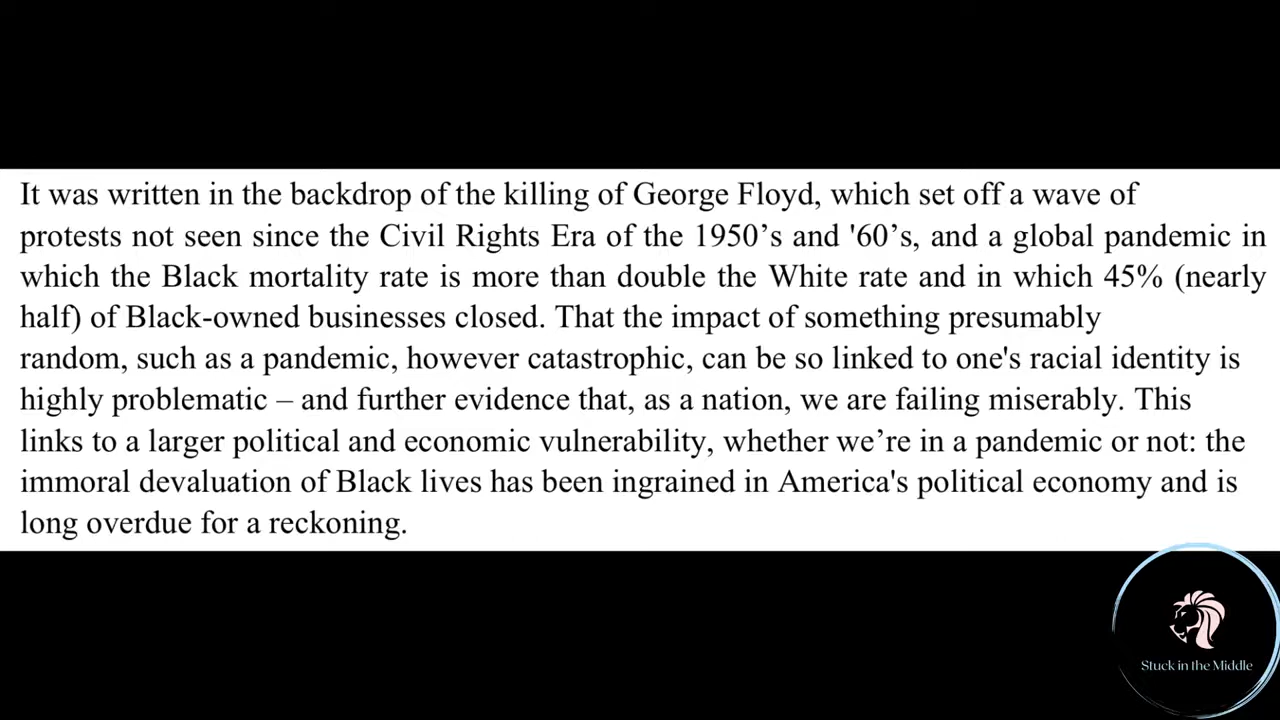 It was written in the backdrop of the killing of George Floyd, which set off a wave of
protests not seen since the Civil Rights Era of the 1950’s and '60’s, and a global pandemic in
which the Black mortality rate is more than double the White rate and in which 45% (nearly
half) of Black-owned businesses closed. That the impact of something presumably
random, such as a pandemic, however catastrophic, can be so linked to one's racial identity is
highly problematic – and further evidence that, as a nation, we are failing miserably. This
links to a larger political and economic vulnerability, whether we’re in a pandemic or not: the
immoral devaluation of Black lives has been ingrained in America's political economy and is
long overdue for a reckoning.
Stuck in the Middle